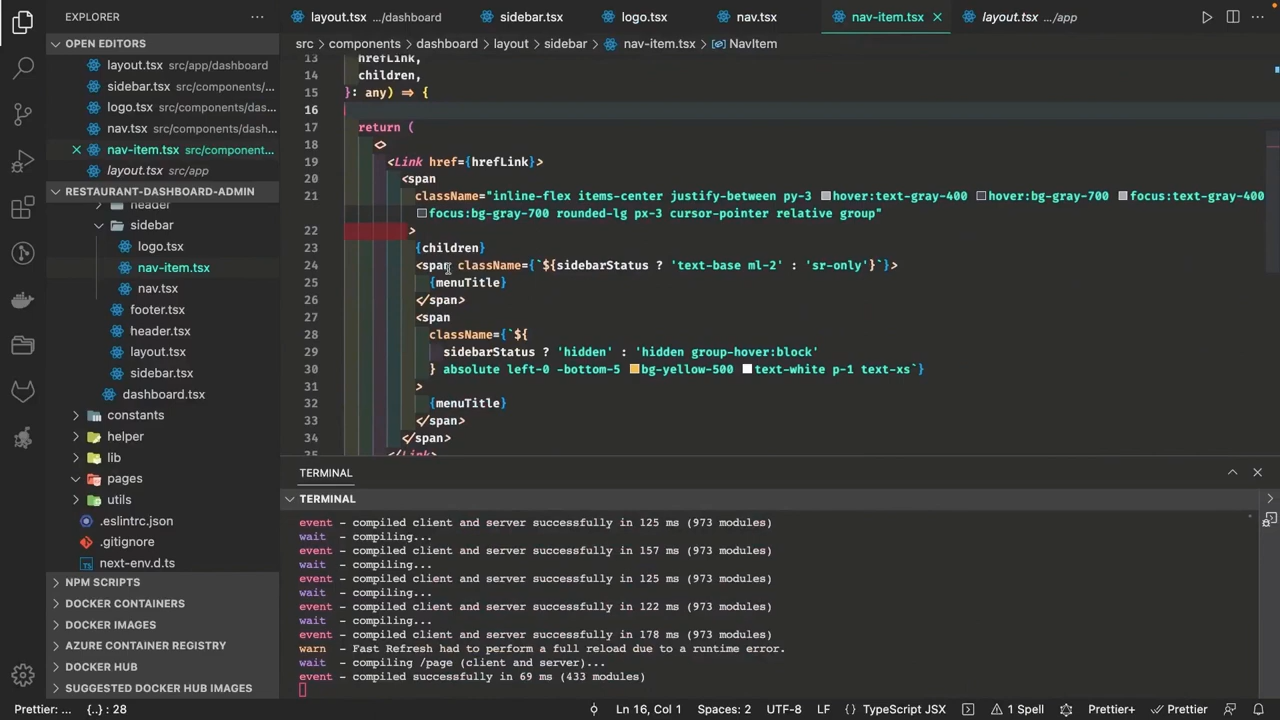 EXPLORER
layout.tsx .../dashboard
sidebar.tsx
logo.tsx
nav.tsx
nav-item.tsx
layout.tsx .../app
OPEN EDITORS
layout.tsx src/app/dashboard
sidebar.tsx src/components/...
logo.tsx src/components/das...
nav.tsx src/components/dash...
nav-item.tsx src/component...
layout.tsx src/app
RESTAURANT-DASHBOARD-ADMIN
header
sidebar
logo.tsx
nav-item.tsx
nav.tsx
footer.tsx
header.tsx
layout.tsx
sidebar.tsx
dashboard.tsx
constants
helper
lib
pages
utils
.eslintrc.json
.gitignore
next-env.d.ts
NPM SCRIPTS
DOCKER CONTAINERS
DOCKER IMAGES
AZURE CONTAINER REGISTRY
DOCKER HUB
SUGGESTED DOCKER HUB IMAGES
src > components > dashboard > layout > sidebar > nav-item.tsx > NavItem
13 hrefLink,
14 children,
15 }: any) => {
16
17 return (
18 <>
19 <Link href={hrefLink}>
20 <span
21 className="inline-flex items-center justify-between py-3 hover:text-gray-400 hover:bg-gray-700 focus:text-gray-400
focus:bg-gray-700 rounded-lg px-3 cursor-pointer relative group"
22 >
23 {children}
24 <span className={`${sidebarStatus ? 'text-base ml-2' : 'sr-only'}`}>
25 {menuTitle}
26 </span>
27 <span
28 className={`${
29 sidebarStatus ? 'hidden' : 'hidden group-hover:block'
30 } absolute left-0 -bottom-5 bg-yellow-500 text-white p-1 text-xs`}
31 >
32 {menuTitle}
33 </span>
34 </span>
</Link>
TERMINAL
TERMINAL
event - compiled client and server successfully in 125 ms (973 modules)
wait - compiling...
event - compiled client and server successfully in 157 ms (973 modules)
wait - compiling...
event - compiled client and server successfully in 125 ms (973 modules)
wait - compiling...
event - compiled client and server successfully in 122 ms (973 modules)
wait - compiling...
event - compiled client and server successfully in 178 ms (973 modules)
warn - Fast Refresh had to perform a full reload due to a runtime error.
wait - compiling /page (client and server)...
event - compiled successfully in 69 ms (433 modules)
Prettier: ... {..} : 28
Ln 16, Col 1
Spaces: 2
UTF-8
LF
{} TypeScript JSX
1 Spell
Prettier+
Prettier